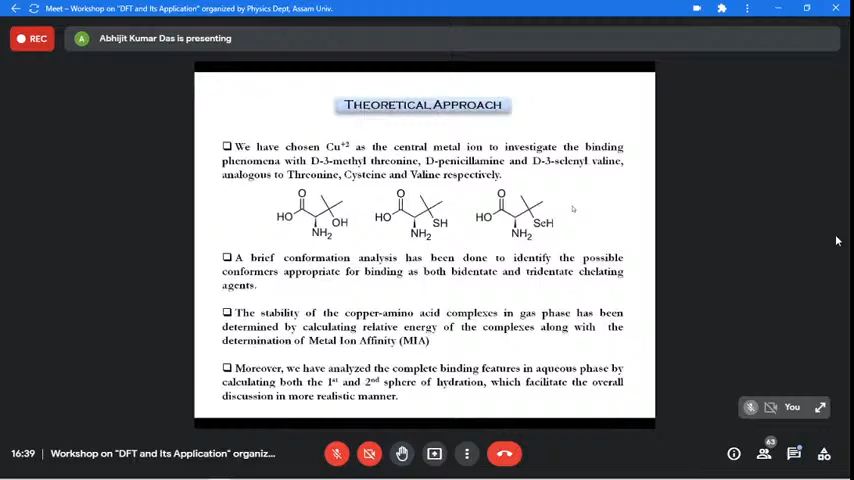 Meet – Workshop on "DFT and Its Application" organized by Physics Dept, Assam Univ.
REC
A
Abhijit Kumar Das is presenting
THEORETICAL APPROACH
We have chosen Cu+2 as the central metal ion to investigate the binding
phenomena with D-3-methyl threonine, D-penicillamine and D-3-selenyl valine,
analogous to Threonine, Cysteine and Valine respectively.
O O O
HO OH HO SH HO SeH
NH2 NH2 NH2
A brief conformation analysis has been done to identify the possible
conformers appropriate for binding as both bidentate and tridentate chelating
agents.
The stability of the copper-amino acid complexes in gas phase has been
determined by calculating relative energy of the complexes along with the
determination of Metal Ion Affinity (MIA)
Moreover, we have analyzed the complete binding features in aqueous phase by
calculating both the 1st and 2nd sphere of hydration, which facilitate the overall
discussion in more realistic manner.
You
16:39 Workshop on "DFT and Its Application" organiz...
63